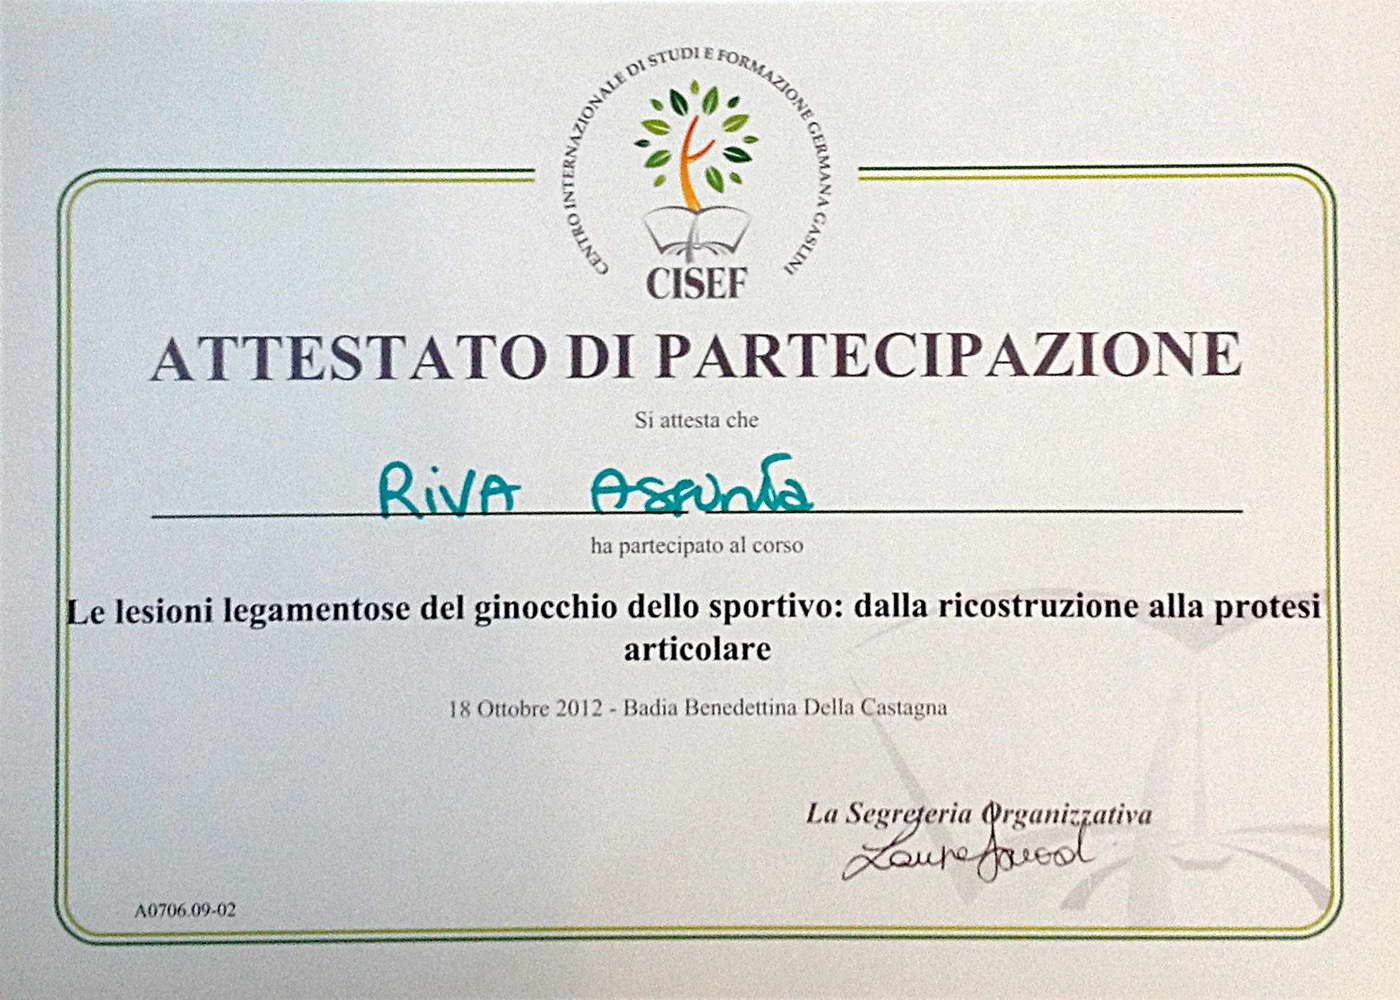 CENTRO INTERNAZIONALE DI STUDI E FORMAZIONE GERMANA GASLINI
CISEF
ATTESTATO DI PARTECIPAZIONE
Si attesta che
RIVA Assunta
ha partecipato al corso
Le lesioni legamentose del ginocchio dello sportivo: dalla ricostruzione alla protesi
articolare
18 Ottobre 2012 - Badia Benedettina Della Castagna
La Segreteria Organizzativa
A0706.09-02